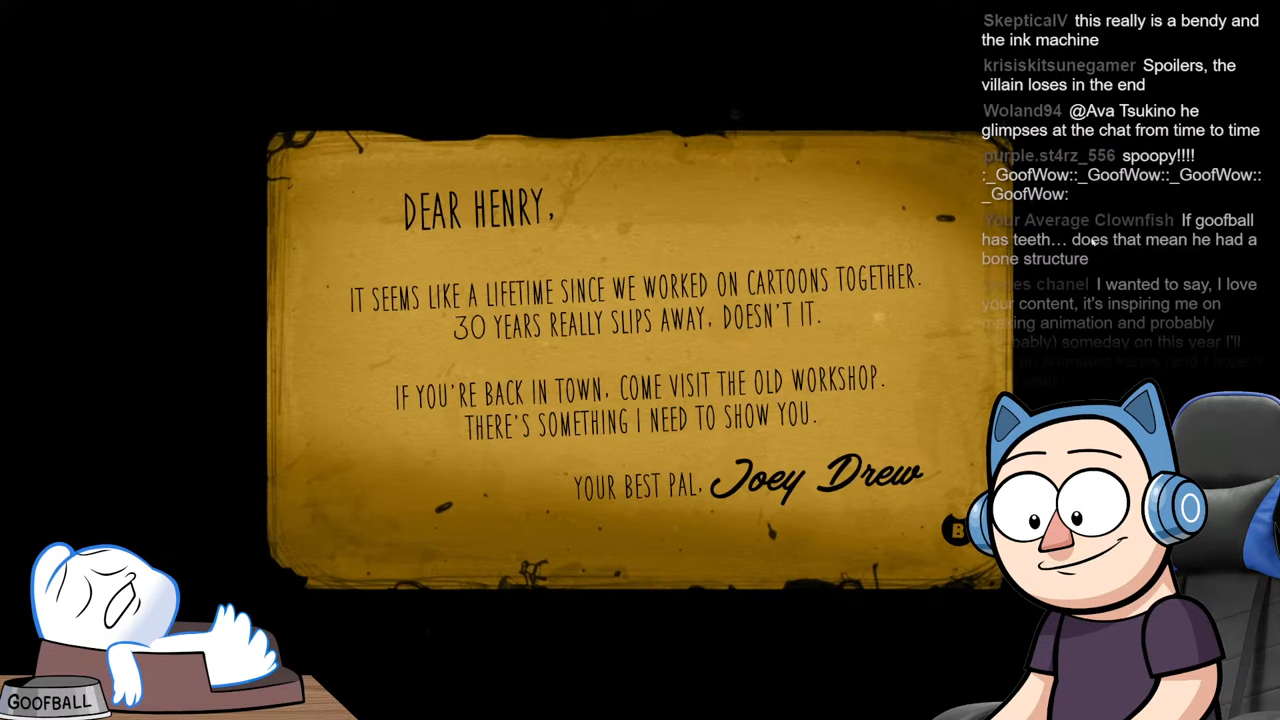 DEAR HENRY,
IT SEEMS LIKE A LIFETIME SINCE WE WORKED ON CARTOONS TOGETHER.
30 YEARS REALLY SLIPS AWAY, DOESN'T IT.
IF YOU'RE BACK IN TOWN, COME VISIT THE OLD WORKSHOP.
THERE'S SOMETHING I NEED TO SHOW YOU.
YOUR BEST PAL, Joey Drew
B
SkepticalV this really is a bendy and
the ink machine
krisiskitsunegamer Spoilers, the
villain loses in the end
Woland94 @Ava Tsukino he
glimpses at the chat from time to time
purple.st4rz_556 spoopy!!!!
:_GoofWow::_GoofWow::_GoofWow::
_GoofWow:
Your Average Clownfish If goofball
has teeth… does that mean he had a
bone structure
chanel I wanted to say, I love
your content, it's inspiring me on
making animation and probably
someday on this year I'll
GOOFBALL